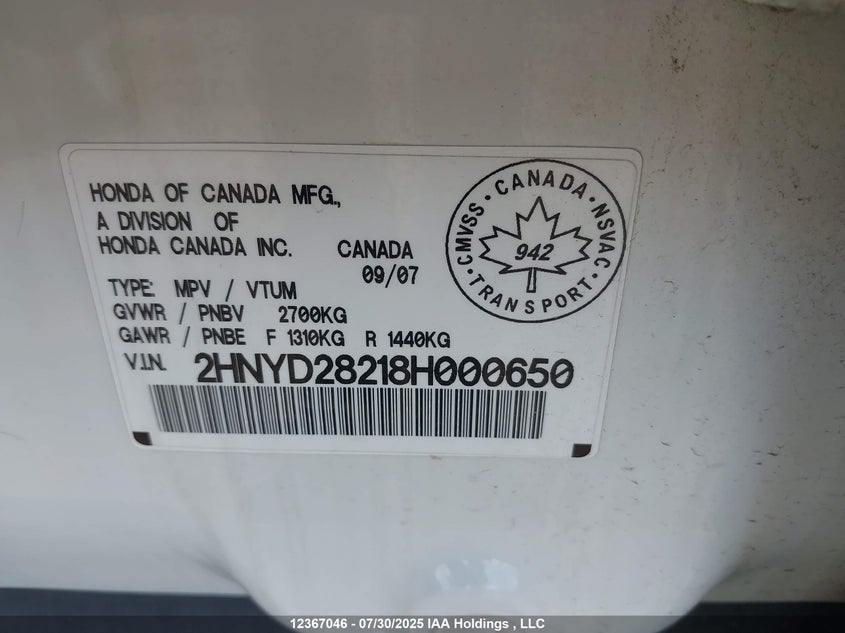 HONDA OF CANADA MFG.,
A DIVISION OF
HONDA CANADA INC. CANADA
09/07
TYPE: MPV / VTUM
GVWR / PNBV 2700KG
GAWR / PNBE F 1310KG R 1440KG
V.I.N. 2HNYD28218H000650
CMVSS · CANADA · NSVAC
942
· TRANSPORT ·
12367046 - 07/30/2025 IAA Holdings , LLC